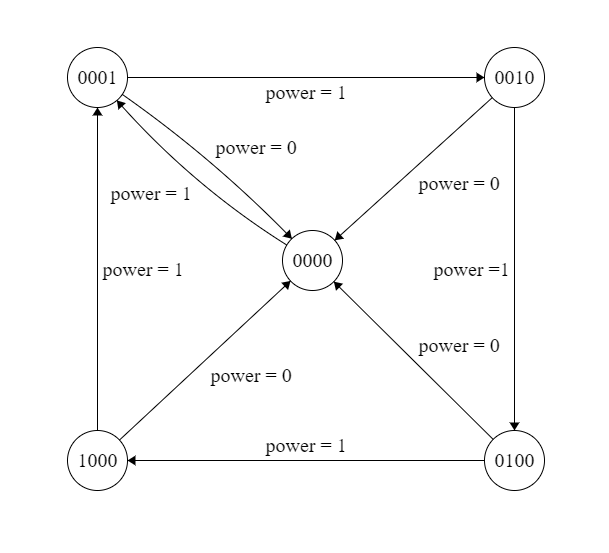 0001
0010
power = 1
power = 0
power = 0
power = 1
0000
power = 1
power =1
power = 0
power = 0
power = 1
1000
0100